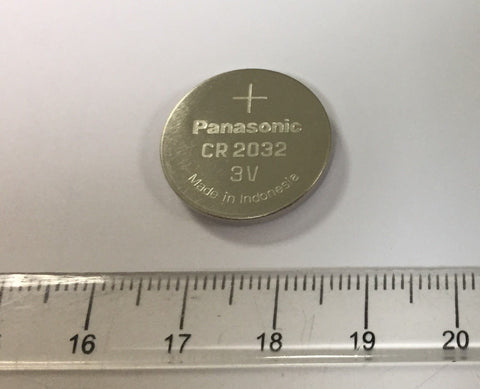 +
Panasonic
CR 2032
3V
Made in Indonesia
16 17 18 19 20